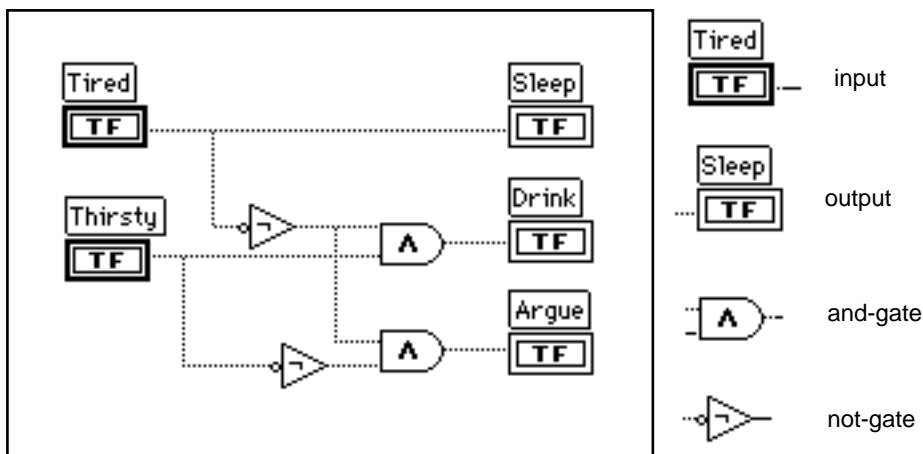 Tired
TF
Sleep
TF
Thirsty
TF
¬
∧
Drink
TF
¬
∧
Argue
TF
Tired
TF
input
Sleep
TF
output
∧
and-gate
¬
not-gate